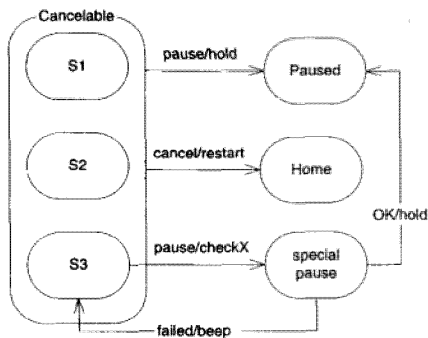 Cancelable
S1
pause/hold
Paused
S2
cancel/restart
Home
OK/hold
S3
pause/checkX
special
pause
failed/beep